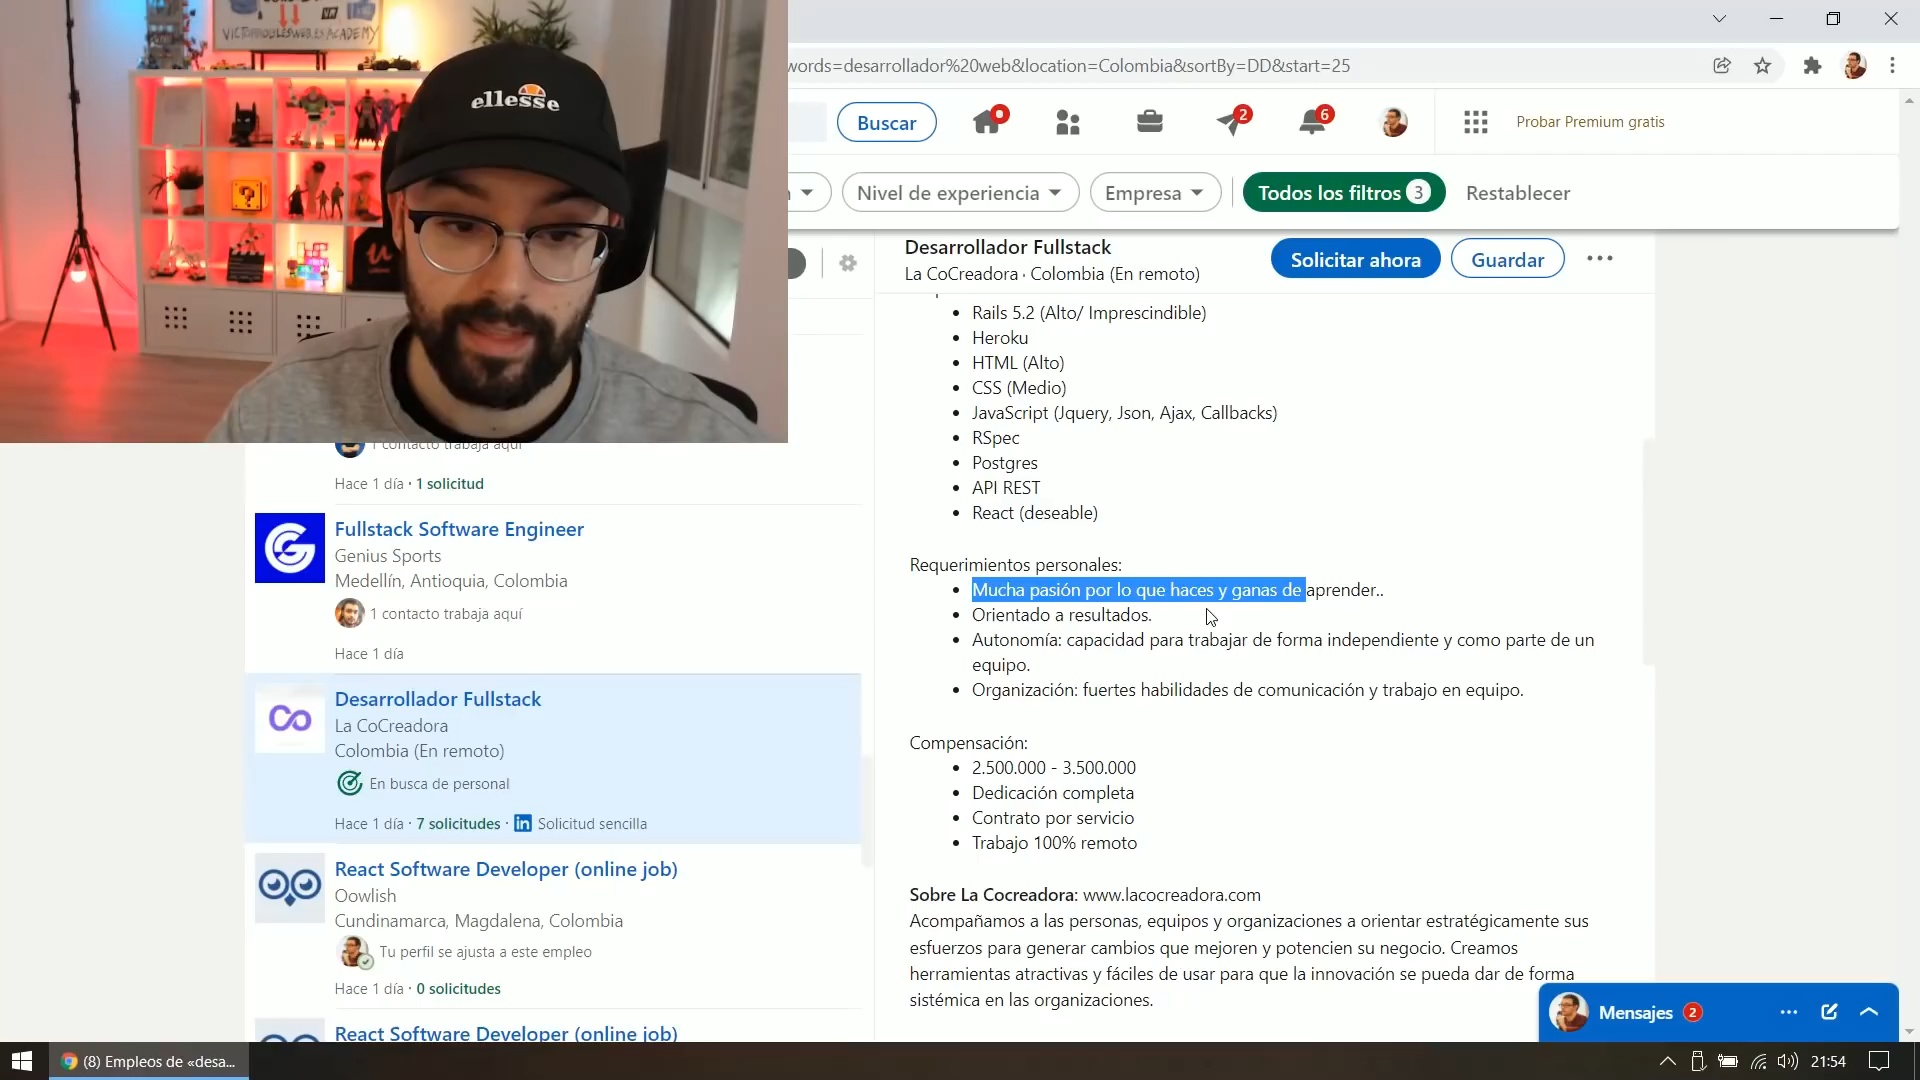 VICTORROBLESWEB.ES ACADEMY
ellesse
words=desarrollador%20web&location=Colombia&sortBy=DD&start=25
Buscar
2
6
Probar Premium gratis
Nivel de experiencia
Empresa
Todos los filtros 3
Restablecer
1 contacto trabaja aquí
Hace 1 día · 1 solicitud
Fullstack Software Engineer
Genius Sports
Medellín, Antioquia, Colombia
1 contacto trabaja aquí
Hace 1 día
Desarrollador Fullstack
La CoCreadora
Colombia (En remoto)
En busca de personal
Hace 1 día · 7 solicitudes · in Solicitud sencilla
React Software Developer (online job)
Oowlish
Cundinamarca, Magdalena, Colombia
Tu perfil se ajusta a este empleo
Hace 1 día · 0 solicitudes
React Software Developer (online job)
Desarrollador Fullstack
La CoCreadora · Colombia (En remoto)
Solicitar ahora
Guardar
Rails 5.2 (Alto/ Imprescindible)
Heroku
HTML (Alto)
CSS (Medio)
JavaScript (Jquery, Json, Ajax, Callbacks)
RSpec
Postgres
API REST
React (deseable)
Requerimientos personales:
Mucha pasión por lo que haces y ganas de aprender..
Orientado a resultados.
Autonomía: capacidad para trabajar de forma independiente y como parte de un
equipo.
Organización: fuertes habilidades de comunicación y trabajo en equipo.
Compensación:
2.500.000 - 3.500.000
Dedicación completa
Contrato por servicio
Trabajo 100% remoto
Sobre La Cocreadora: www.lacocreadora.com
Acompañamos a las personas, equipos y organizaciones a orientar estratégicamente sus
esfuerzos para generar cambios que mejoren y potencien su negocio. Creamos
herramientas atractivas y fáciles de usar para que la innovación se pueda dar de forma
sistémica en las organizaciones.
Mensajes 2
(8) Empleos de «desa...
21:54